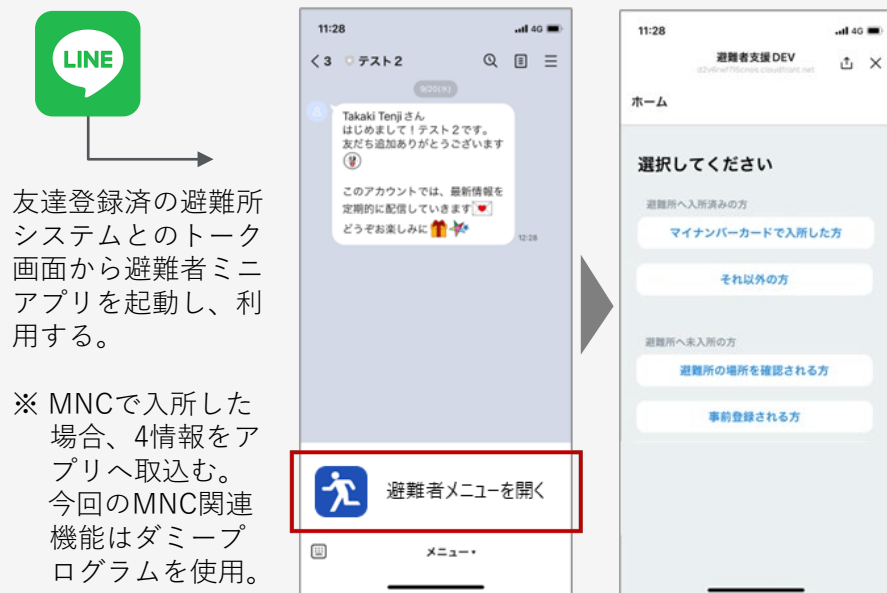 LINE
友達登録済の避難所
システムとのトーク
画面から避難者ミニ
アプリを起動し、利
用する。
※ MNCで入所した
場合、4情報をア
プリへ取込む。
今回のMNC関連
機能はダミープ
ログラムを使用。
11:28
4G
3
テスト2
9/20(水)
Takaki Tenjiさん
はじめまして！テスト2です。
友だち追加ありがとうございます
このアカウントでは、最新情報を
定期的に配信していきます
どうぞお楽しみに
12:28
避難者メニューを開く
メニュー
11:28
4G
避難者支援DEV
ホーム
選択してください
避難所へ入所済みの方
マイナンバーカードで入所した方
それ以外の方
避難所へ未入所の方
避難所の場所を確認される方
事前登録される方